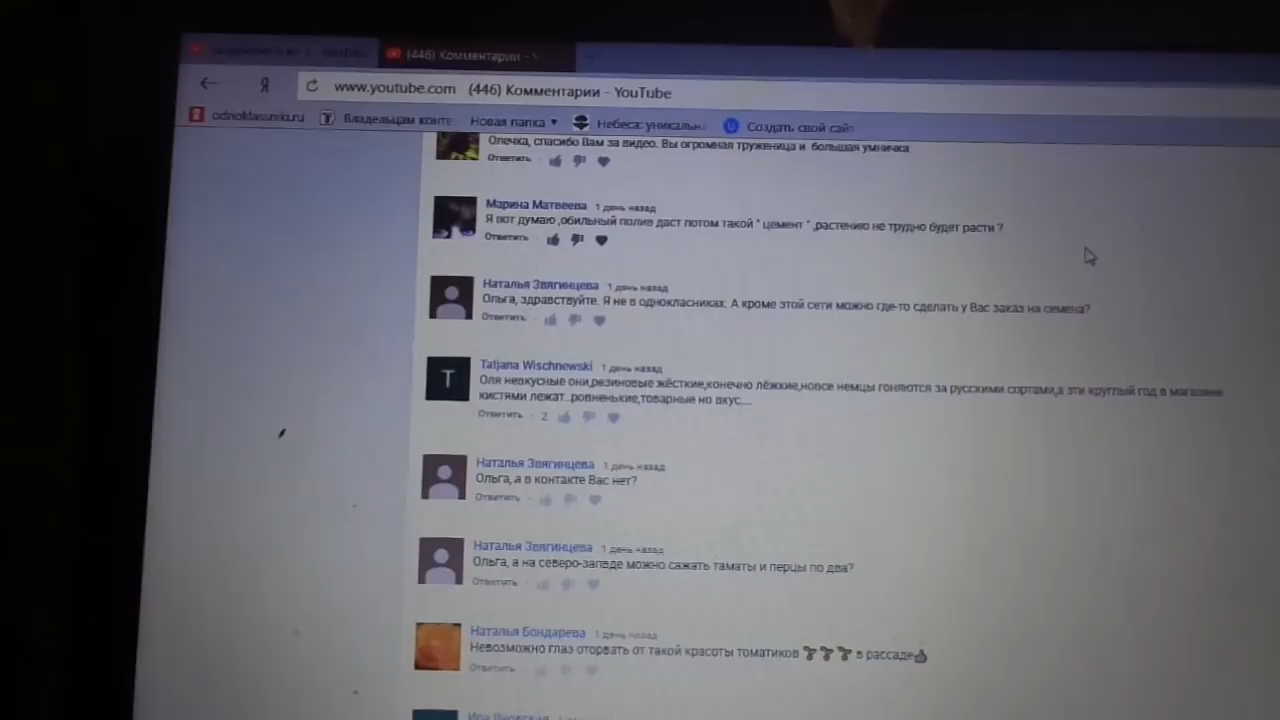 (446) Комментарии -
Я
www.youtube.com (446) Комментарии - YouTube
odnoklassniki.ru
Владельцам конте
Новая папка
Небеса: уникальн
Создать свой сайт
Олечка, спасибо Вам за видео. Вы огромная труженица и большая умничка
Ответить
Марина Матвеева 1 день назад
Я вот думаю ,обильный полив даст потом такой " цемент " ,растению не трудно будет расти ?
Ответить
Наталья Звягинцева 1 день назад
Ольга, здравствуйте. Я не в однокласниках. А кроме этой сети можно где-то сделать у Вас заказ на семена?
Ответить
T
Tatjana Wischnewski 1 день назад
Оля невкусные они,резиновые жёсткие,конечно лёжкие,новсе немцы гоняются за русскими сортами,а эти круглый год в магазине
кистями лежат..ровненькие,товарные но вкус....
Ответить · 2
Наталья Звягинцева 1 день назад
Ольга, а в контакте Вас нет?
Ответить
Наталья Звягинцева 1 день назад
Ольга, а на северо-западе можно сажать таматы и перцы по два?
Ответить
Наталья Бондарева 1 день назад
Невозможно глаз оторвать от такой красоты томатиков в рассаде
Ответить